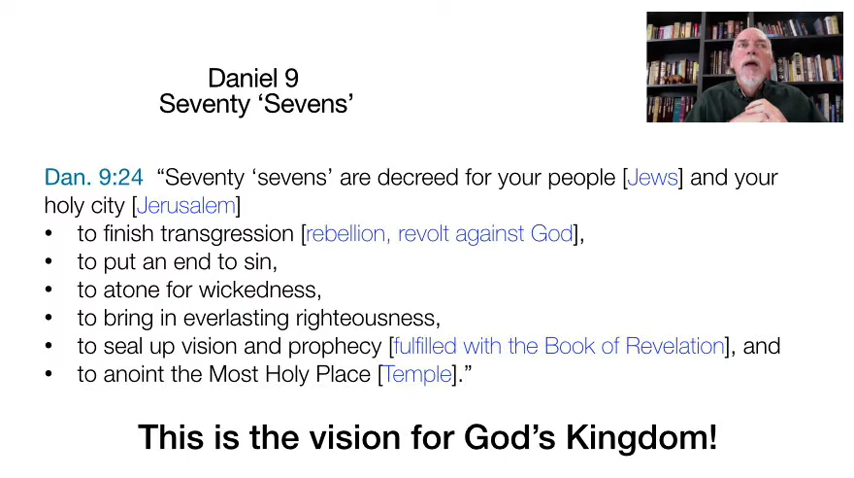 Daniel 9
Seventy ‘Sevens’
Dan. 9:24 “Seventy ‘sevens’ are decreed for your people [Jews] and your
holy city [Jerusalem]
• to finish transgression [rebellion, revolt against God],
• to put an end to sin,
• to atone for wickedness,
• to bring in everlasting righteousness,
• to seal up vision and prophecy [fulfilled with the Book of Revelation], and
• to anoint the Most Holy Place [Temple].”
This is the vision for God’s Kingdom!